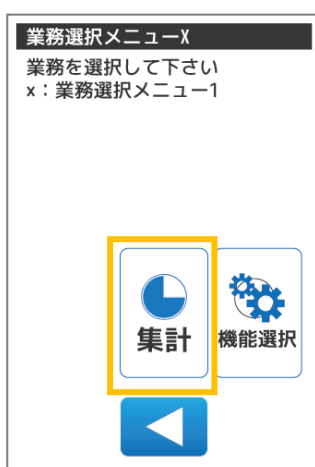 業務選択メニューX
業務を選択して下さい
x：業務選択メニュー1
集計
機能選択